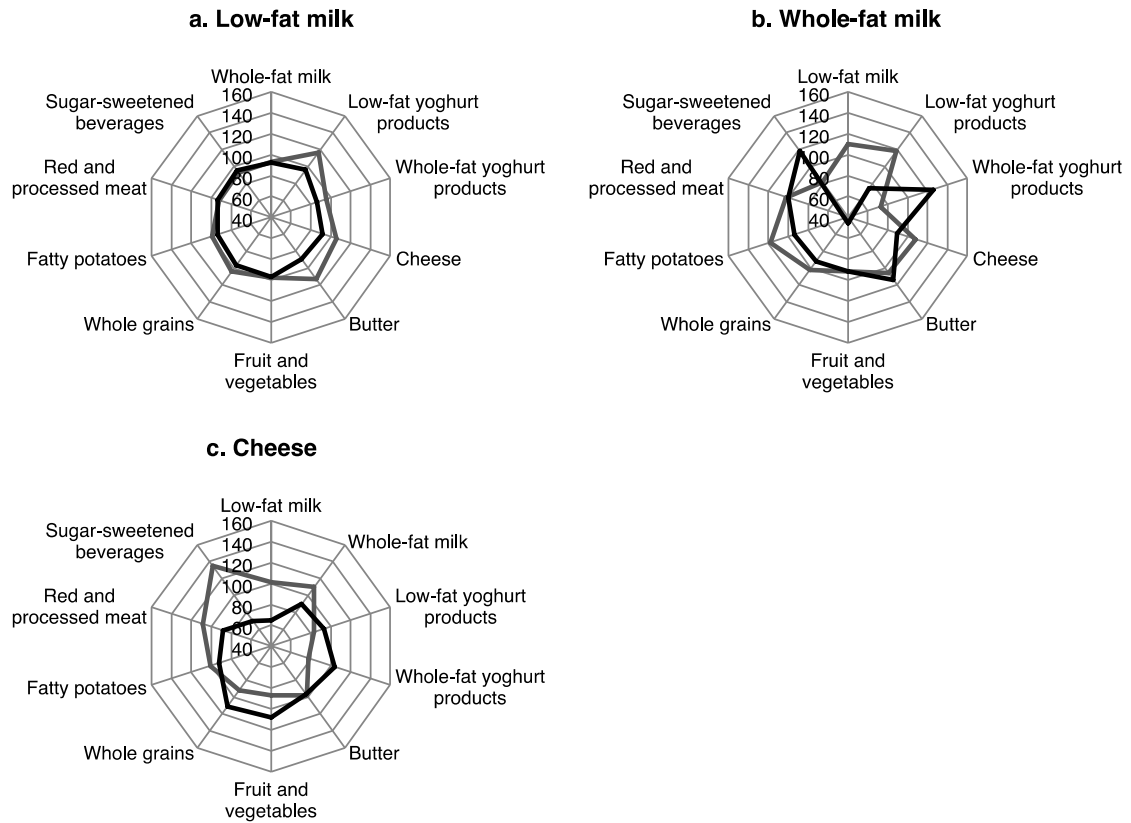 a. Low-fat milk
Whole-fat milk
Low-fat yoghurt
products
Whole-fat yoghurt
products
Cheese
Butter
Fruit and
vegetables
Whole grains
Fatty potatoes
Red and
processed meat
Sugar-sweetened
beverages
160
140
120
100
80
60
40
b. Whole-fat milk
Low-fat milk
Low-fat yoghurt
products
Whole-fat yoghurt
products
Cheese
Butter
Fruit and
vegetables
Whole grains
Fatty potatoes
Red and
processed meat
Sugar-sweetened
beverages
160
140
120
100
80
60
40
c. Cheese
Low-fat milk
Whole-fat milk
Low-fat yoghurt
products
Whole-fat yoghurt
products
Butter
Fruit and
vegetables
Whole grains
Fatty potatoes
Red and
processed meat
Sugar-sweetened
beverages
160
140
120
100
80
60
40